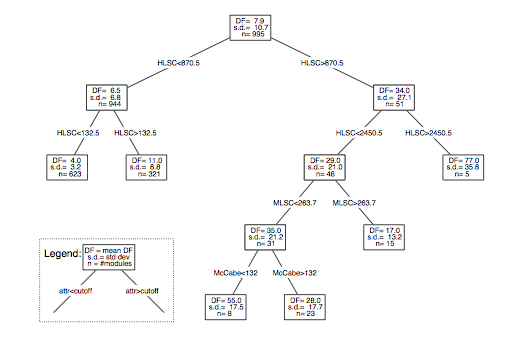 DF= 7.9
s.d.= 10.7
n= 995
HLSC<870.5
HLSC>870.5
DF= 6.5
s.d.= 6.8
n= 944
DF= 34.0
s.d.= 27.1
n= 51
HLSC<132.5
HLSC>132.5
HLSC<2450.5
HLSC>2450.5
DF= 4.0
s.d.= 3.2
n= 623
DF= 11.0
s.d.= 8.8
n= 321
DF= 29.0
s.d.= 21.0
n= 46
DF= 77.0
s.d.= 35.8
n= 5
MLSC<263.7
MLSC>263.7
DF= 35.0
s.d.= 21.2
n= 31
DF= 17.0
s.d.= 13.2
n= 15
McCabe<132
McCabe>132
DF= 55.0
s.d.= 17.5
n= 8
DF= 28.0
s.d.= 17.7
n= 23
Legend:
DF = mean DF
s.d.= std dev
n = #modules
attr<cutoff
attr>cutoff